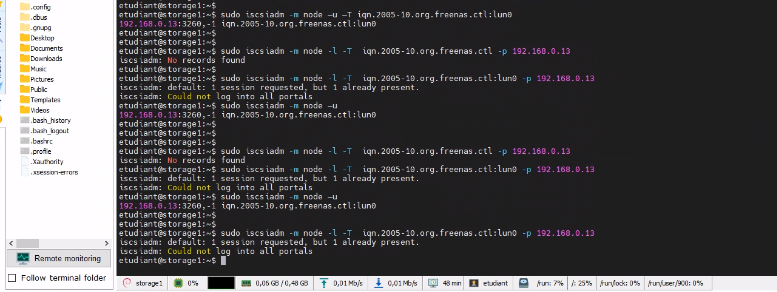 .config
.dbus
.gnupg
Desktop
Documents
Downloads
Music
Pictures
Public
Templates
Videos
.bash_history
.bash_logout
.bashrc
.profile
.Xauthority
.xsession-errors
Remote monitoring
Follow terminal folder
etudiant@storage1:~$
etudiant@storage1:~$ sudo iscsiadm -m node –u –T iqn.2005-10.org.freenas.ctl:lun0
192.168.0.13:3260,-1 iqn.2005-10.org.freenas.ctl:lun0
etudiant@storage1:~$
etudiant@storage1:~$
etudiant@storage1:~$ sudo iscsiadm -m node -l -T  iqn.2005-10.org.freenas.ctl -p 192.168.0.13
iscsiadm: No records found
etudiant@storage1:~$ sudo iscsiadm -m node -l -T  iqn.2005-10.org.freenas.ctl:lun0 -p 192.168.0.13
iscsiadm: default: 1 session requested, but 1 already present.
iscsiadm: Could not log into all portals
etudiant@storage1:~$ sudo iscsiadm -m node –u
192.168.0.13:3260,-1 iqn.2005-10.org.freenas.ctl:lun0
etudiant@storage1:~$
etudiant@storage1:~$
etudiant@storage1:~$ sudo iscsiadm -m node -l -T  iqn.2005-10.org.freenas.ctl -p 192.168.0.13
iscsiadm: No records found
etudiant@storage1:~$ sudo iscsiadm -m node -l -T  iqn.2005-10.org.freenas.ctl:lun0 -p 192.168.0.13
iscsiadm: default: 1 session requested, but 1 already present.
iscsiadm: Could not log into all portals
etudiant@storage1:~$ sudo iscsiadm -m node –u
192.168.0.13:3260,-1 iqn.2005-10.org.freenas.ctl:lun0
etudiant@storage1:~$
etudiant@storage1:~$
etudiant@storage1:~$ sudo iscsiadm -m node -l -T  iqn.2005-10.org.freenas.ctl:lun0 -p 192.168.0.13
iscsiadm: default: 1 session requested, but 1 already present.
iscsiadm: Could not log into all portals
etudiant@storage1:~$
storage1 0% 0,06 GB / 0,48 GB 0,01 Mb/s 0,01 Mb/s 48 min etudiant /run: 7% /: 25% /run/lock: 0% /run/user/900: 0%